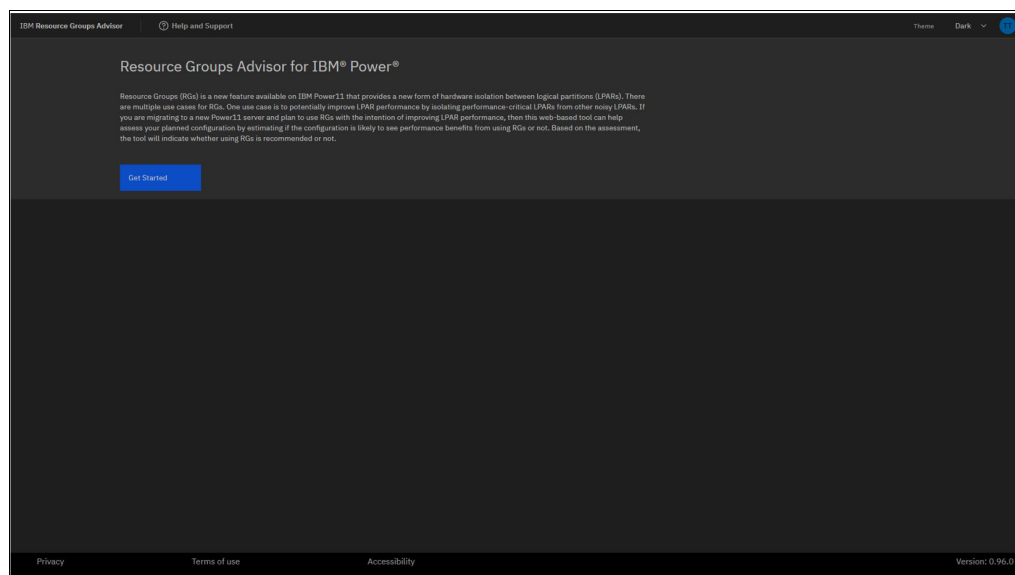 IBM Resource Groups Advisor
Help and Support
Theme
Dark
TT
Resource Groups Advisor for IBM® Power®
Resource Groups (RGs) is a new feature available on IBM Power11 that provides a new form of hardware isolation between logical partitions (LPARs). There
are multiple use cases for RGs. One use case is to potentially improve LPAR performance by isolating performance-critical LPARs from other noisy LPARs. If
you are migrating to a new Power11 server and plan to use RGs with the intention of improving LPAR performance, then this web-based tool can help
assess your planned configuration by estimating if the configuration is likely to see performance benefits from using RGs or not. Based on the assessment,
the tool will indicate whether using RGs is recommended or not.
Get Started
Privacy
Terms of use
Accessibility
Version: 0.96.0